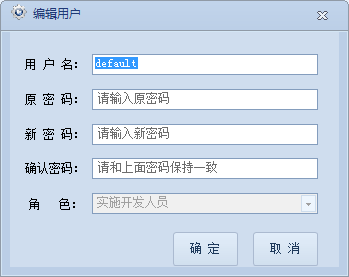 编辑用户
用 户 名： default
原 密 码： 请输入原密码
新 密 码： 请输入新密码
确认密码： 请和上面密码保持一致
角 色： 实施开发人员
确 定 取 消